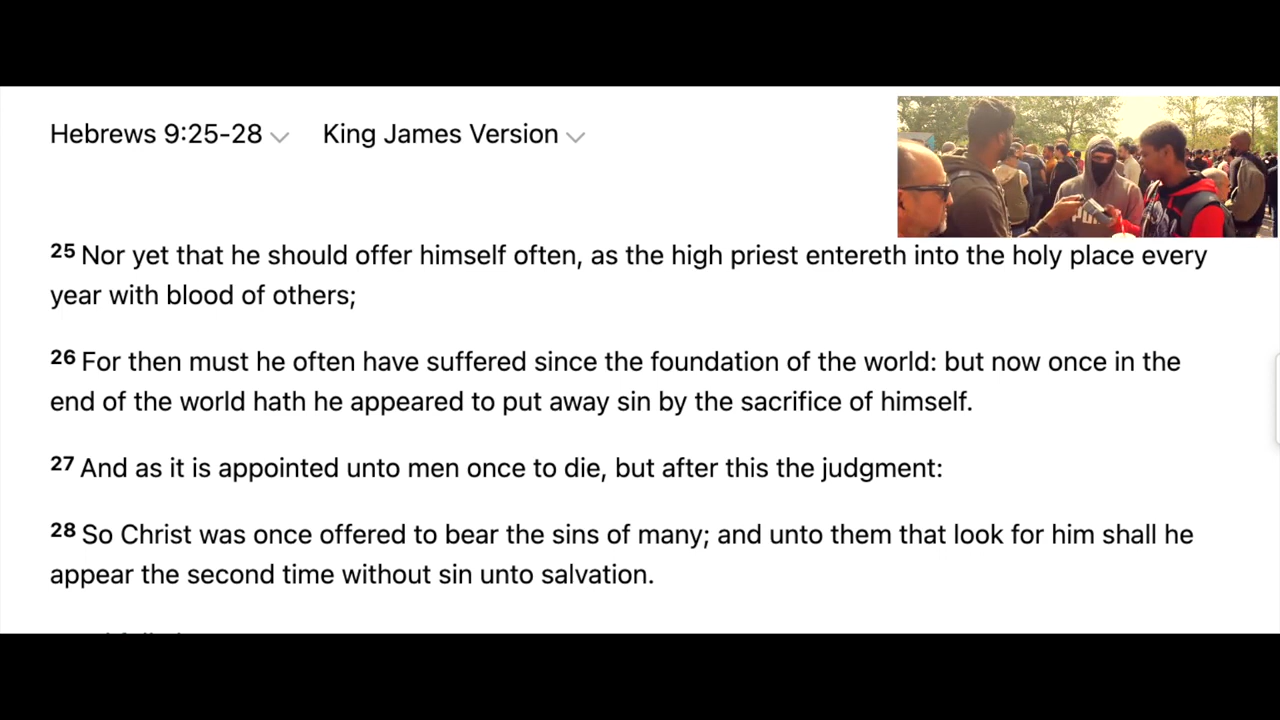 Hebrews 9:25-28 King James Version
25 Nor yet that he should offer himself often, as the high priest entereth into the holy place every
year with blood of others;
26 For then must he often have suffered since the foundation of the world: but now once in the
end of the world hath he appeared to put away sin by the sacrifice of himself.
27 And as it is appointed unto men once to die, but after this the judgment:
28 So Christ was once offered to bear the sins of many; and unto them that look for him shall he
appear the second time without sin unto salvation.